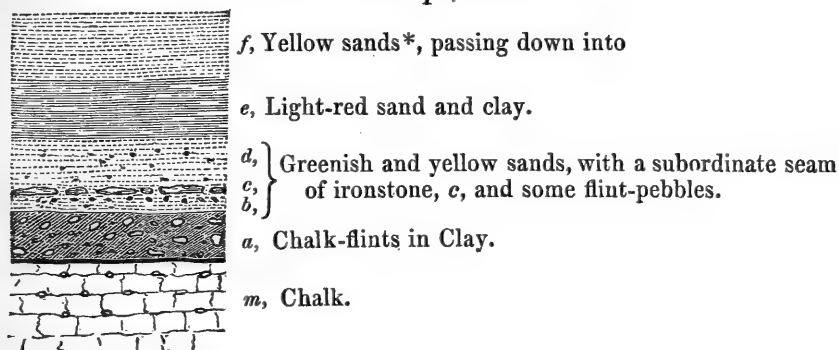 f, Yellow sands*, passing down into
e, Light-red sand and clay.
d, Greenish and yellow sands, with a subordinate seam
c, of ironstone, c, and some flint-pebbles.
b,
a, Chalk-flints in Clay.
m, Chalk.